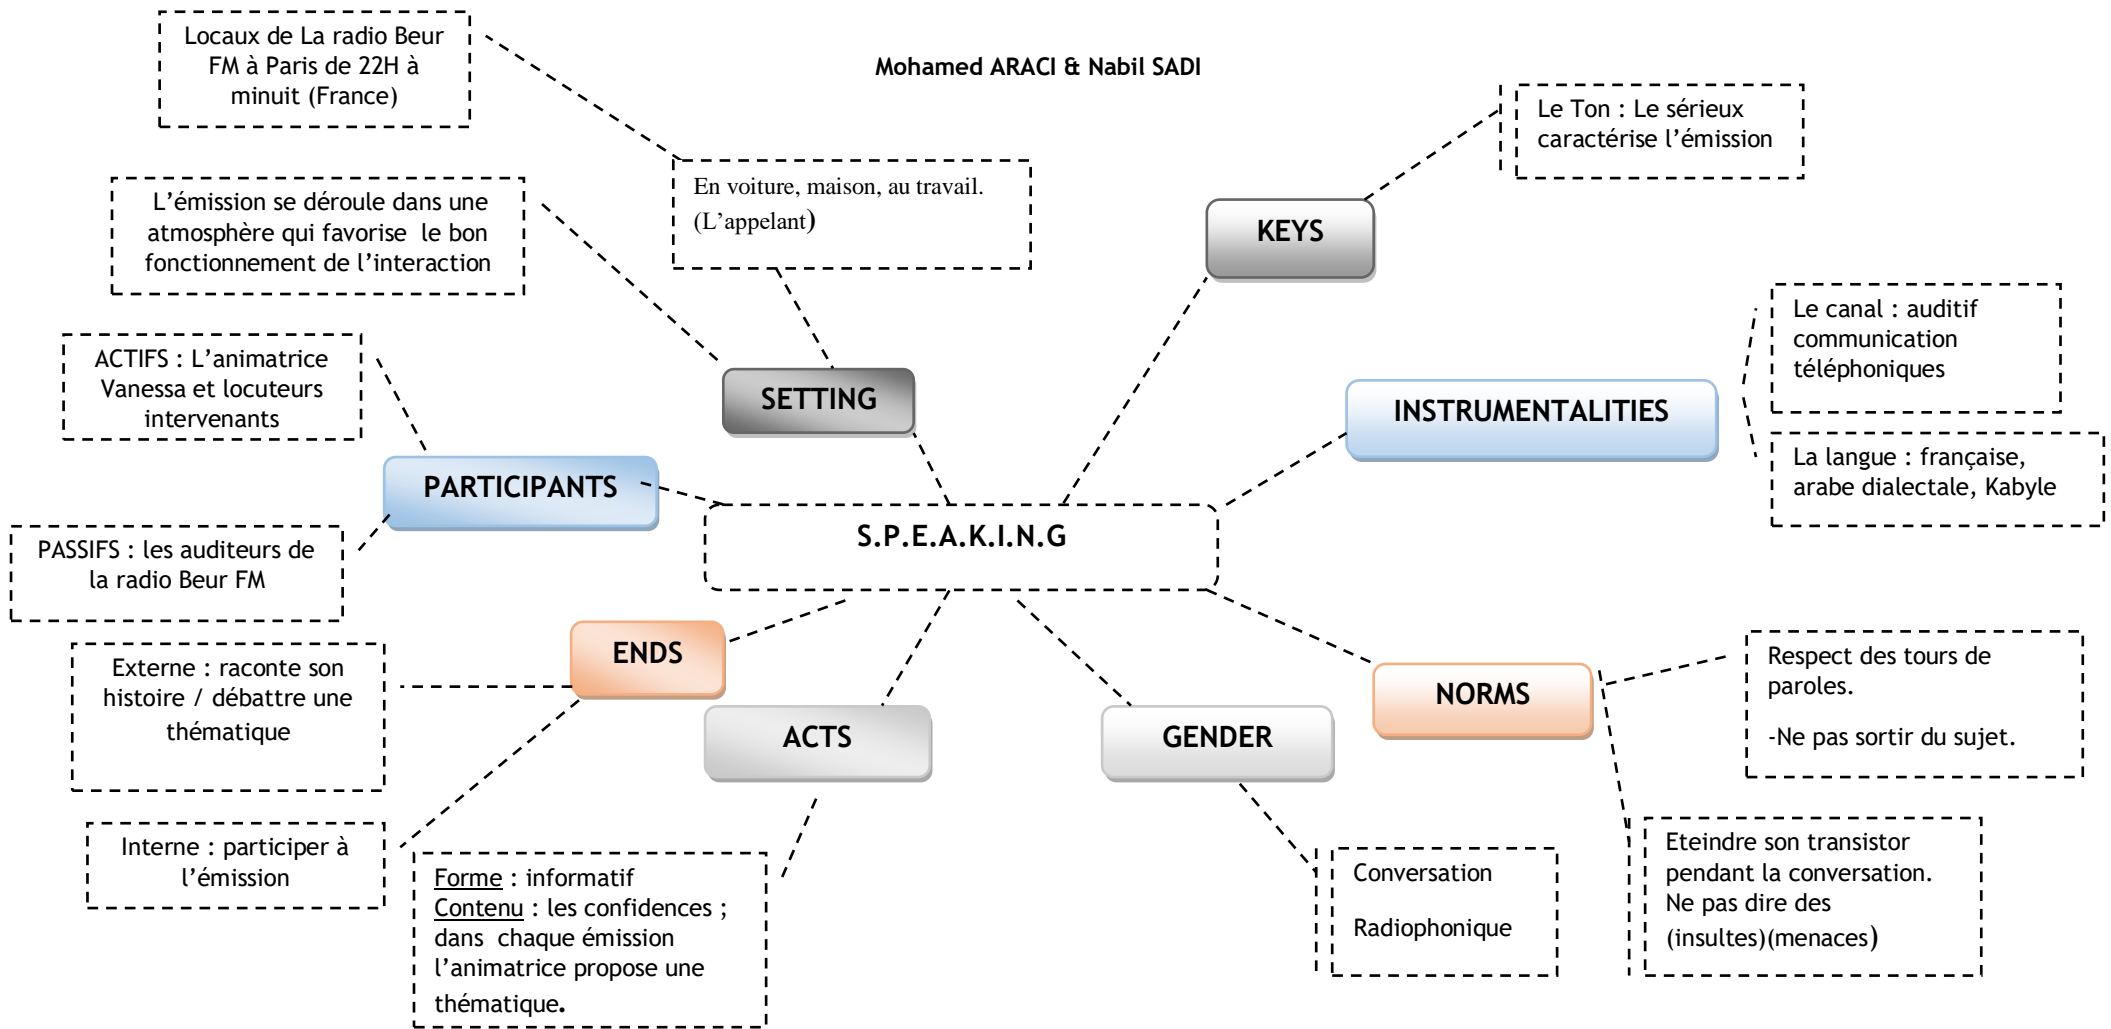 Mohamed ARACI & Nabil SADI
Locaux de La radio Beur
FM à Paris de 22H à
minuit (France)
En voiture, maison, au travail.
(L’appelant)
L’émission se déroule dans une
atmosphère qui favorise le bon
fonctionnement de l’interaction
SETTING
Le Ton : Le sérieux
caractérise l’émission
KEYS
ACTIFS : L’animatrice
Vanessa et locuteurs
intervenants
PARTICIPANTS
PASSIFS : les auditeurs de
la radio Beur FM
Le canal : auditif
communication
téléphoniques
INSTRUMENTALITIES
La langue : française,
arabe dialectale, Kabyle
S.P.E.A.K.I.N.G
ENDS
Externe : raconte son
histoire / débattre une
thématique
Interne : participer à
l’émission
ACTS
Forme : informatif
Contenu : les confidences ;
dans chaque émission
l’animatrice propose une
thématique.
GENDER
Conversation
Radiophonique
NORMS
Respect des tours de
paroles.
-Ne pas sortir du sujet.
Eteindre son transistor
pendant la conversation.
Ne pas dire des
(insultes)(menaces)